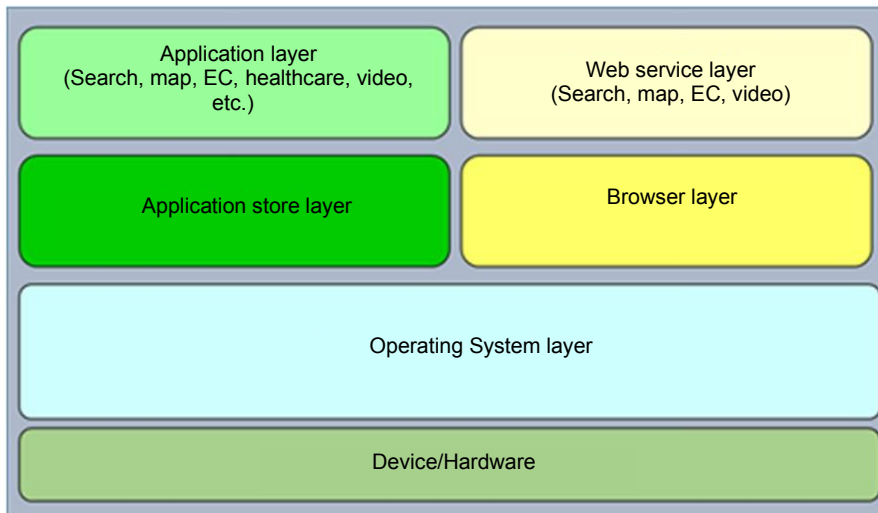 Application layer
(Search, map, EC, healthcare, video,
etc.)
Web service layer
(Search, map, EC, video)
Application store layer
Browser layer
Operating System layer
Device/Hardware